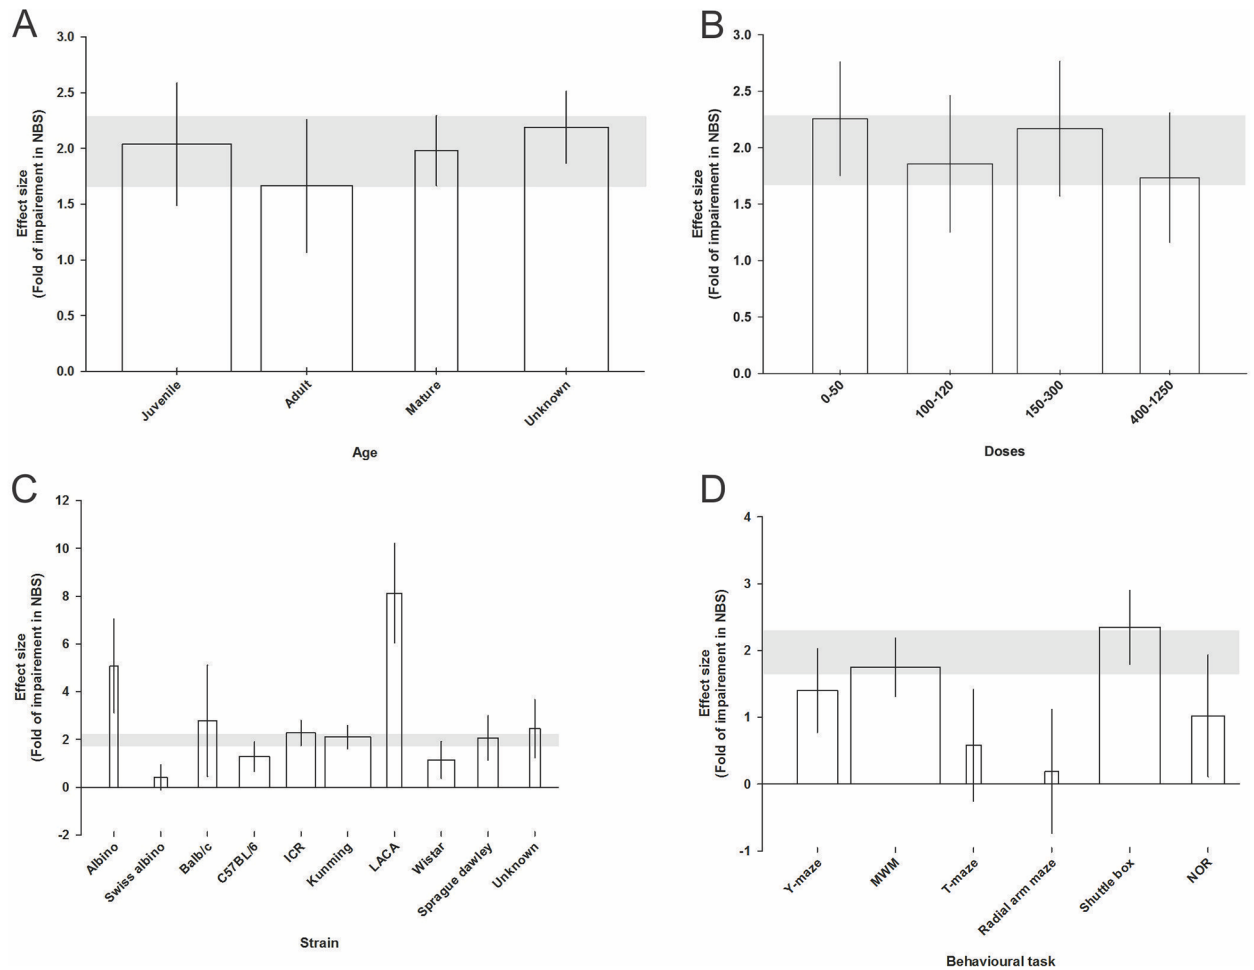 A
3.0
2.5
2.0
1.5
1.0
0.5
0.0
Effect size
(Fold of impairement in NBS)
Juvenile
Adult
Mature
Unknown
Age
B
3.0
2.5
2.0
1.5
1.0
0.5
0.0
Effect size
(Fold of impairement in NBS)
0-50
100-120
150-300
400-1250
Doses
C
12
10
8
6
4
2
0
-2
Effect size
(Fold of impairement in NBS)
Albino
Swiss albino
Balb/c
C57BL/6
ICR
Kunming
LACA
Wistar
Sprague dawley
Unknown
Strain
D
4
3
2
1
0
-1
Effect size
(Fold of impairement in NBS)
Y-maze
MWM
T-maze
Radial arm maze
Shuttle box
NOR
Behavioural task